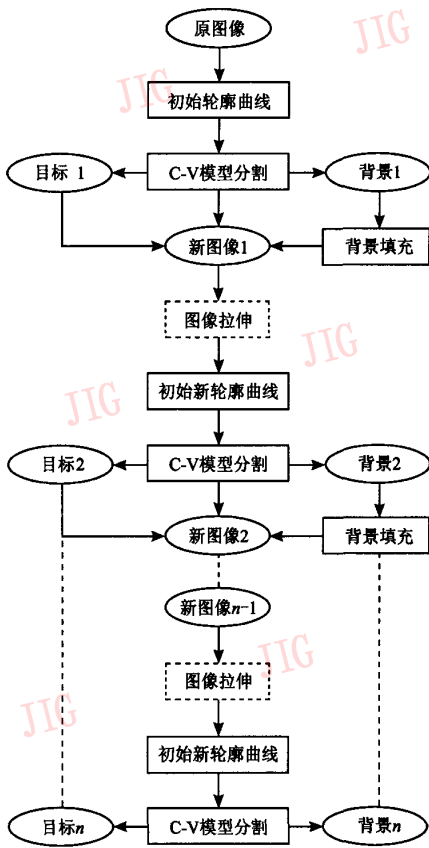 原图像
JIG
JIG
初始轮廓曲线
目标 1
C-V模型分割
背景1
新图像1
背景填充
图像拉伸
JIG
初始新轮廓曲线
JIG
目标2
C-V模型分割
背景2
新图像2
背景填充
新图像n-1
JIG
图像拉伸
JIG
初始新轮廓曲线
目标n
C-V模型分割
背景n